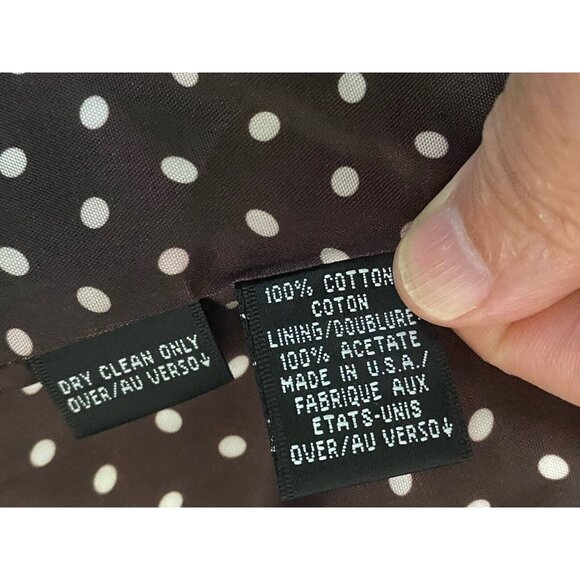 DRY CLEAN ONLY
OVER/AU VERSO↓
100% COTTON
COTON
LINING/DOUBLURE
100% ACETATE
MADE IN U.S.A./
FABRIQUE AUX
ETATS-UNIS
OVER/AU VERSO↓